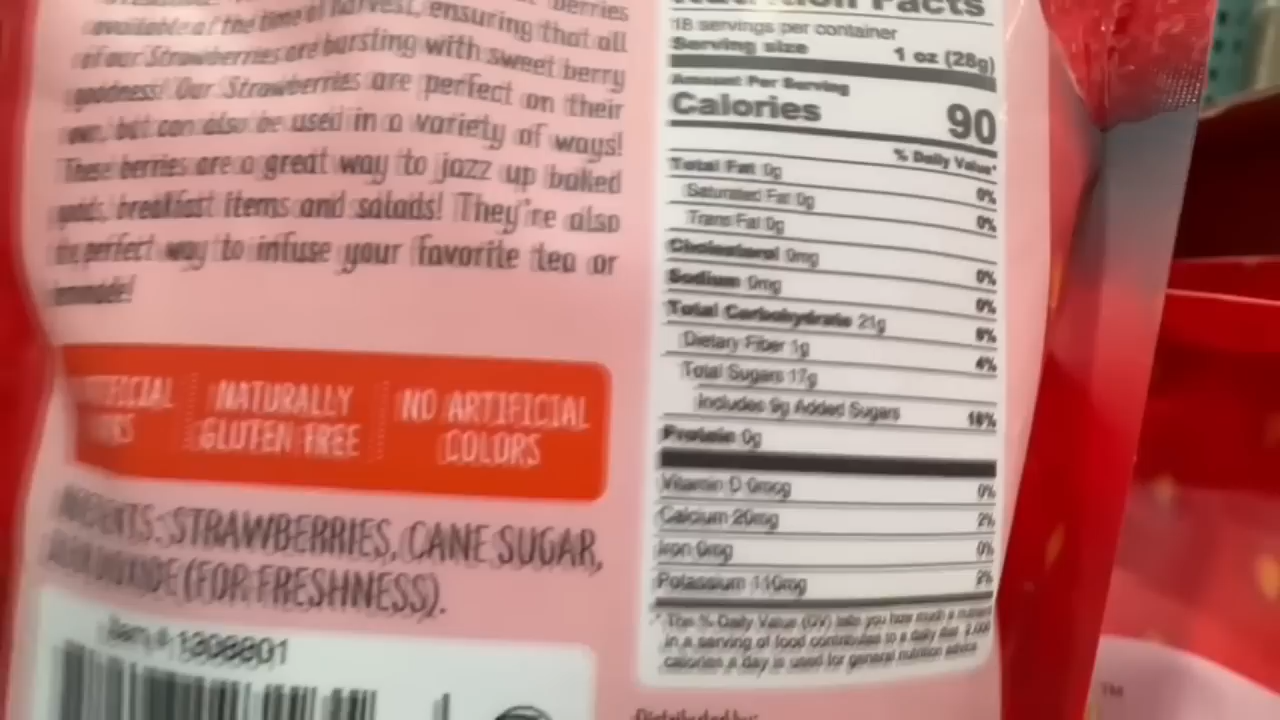 berries
available at the time of harvest, ensuring that all
of our Strawberries are bursting with sweet berry
goodness! Our Strawberries are perfect on their
own, but can also be used in a variety of ways!
These berries are a great way to jazz up baked
goods, breakfast items and salads! They're also
the perfect way to infuse your favorite tea or
lemonade!
NATURALLY
GLUTEN FREE
NO ARTIFICIAL
COLORS
STRAWBERRIES, CANE SUGAR,
(FOR FRESHNESS).
Item # 1308801
Nutrition Facts
18 servings per container
Serving size 1 oz (28g)
Amount Per Serving
Calories 90
% Daily Value*
Total Fat 0g 0%
Saturated Fat 0g 0%
Trans Fat 0g
Cholesterol 0mg 0%
Sodium 0mg 0%
Total Carbohydrate 21g 8%
Dietary Fiber 1g 4%
Total Sugars 17g
Includes 9g Added Sugars 18%
Protein 0g
Vitamin D 0mcg 0%
Calcium 20mg 2%
Iron 0mg 0%
Potassium 110mg 2%
* The % Daily Value (DV) tells you how much a nutrient
in a serving of food contributes to a daily diet. 2,000
calories a day is used for general nutrition advice.
Distributed by:
TM